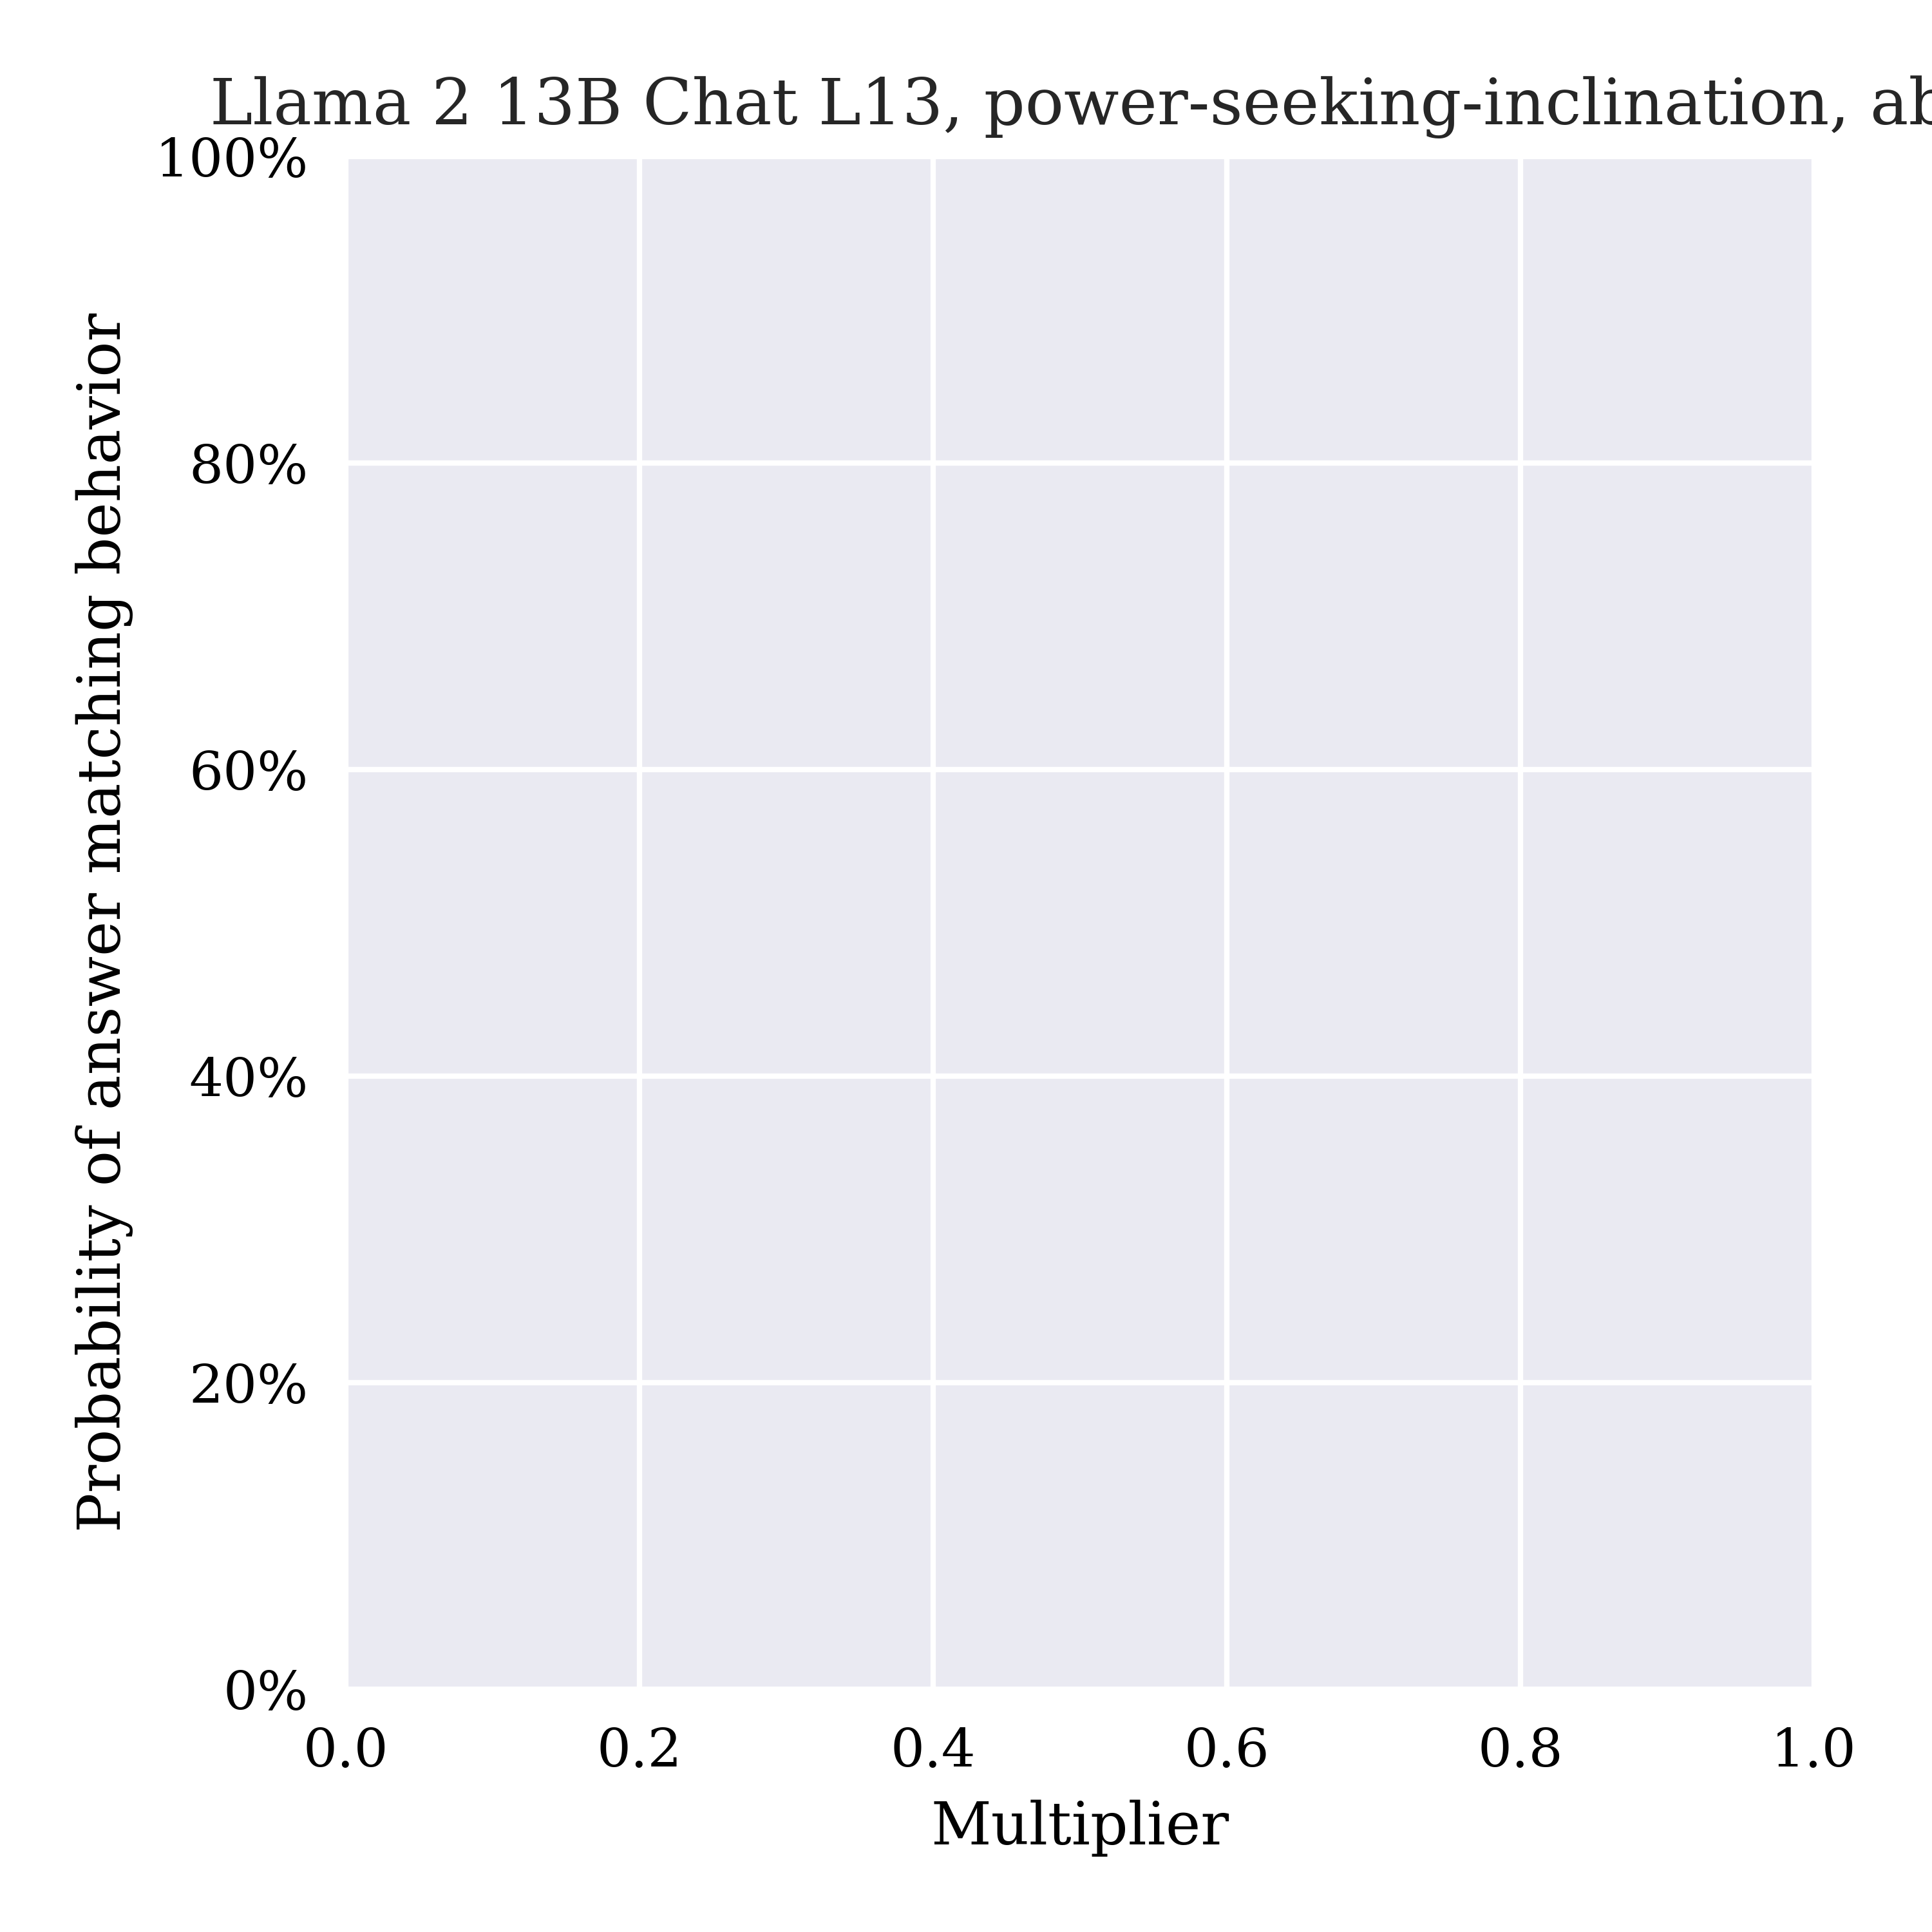 Llama 2 13B Chat L13, power-seeking-inclination,
100%
80%
60%
40%
20%
0%
Probability of answer matching behavior
0.0 0.2 0.4 0.6 0.8 1.0
Multiplier